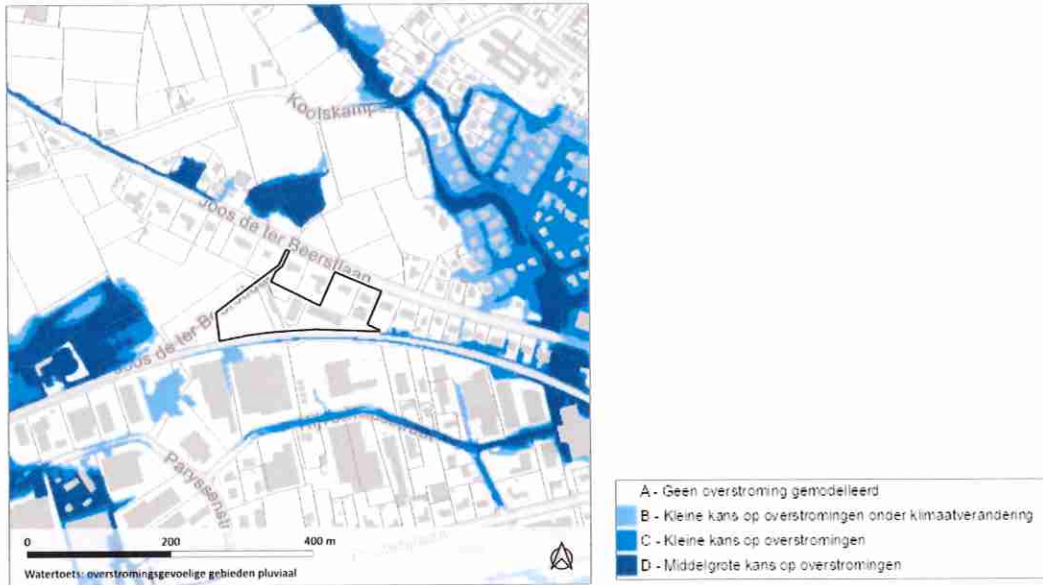 Koolskamp
Joos de ter Beerstlaan
Joos de ter Be
Paryssenstr
0 200 400 m
Watertoets: overstromingsgevoelige gebieden pluviaal
A - Geen overstroming gemodelleerd
B - Kleine kans op overstromingen onder klimaatverandering
C - Kleine kans op overstromingen
D - Middelgrote kans op overstromingen